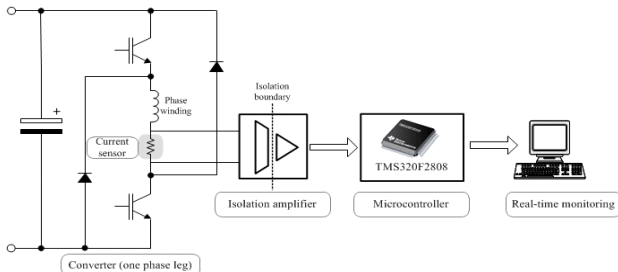 +
Phase
winding
Current
sensor
Isolation
boundary
TMS320F2808
Isolation amplifier
Microcontroller
Real-time monitoring
Converter (one phase leg)